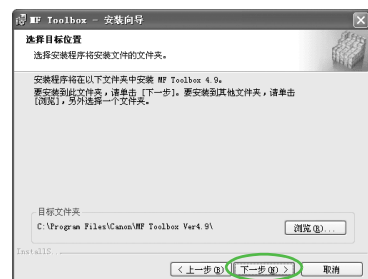 MF Toolbox - 安装向导
选择目标位置
选择安装程序将安装文件的文件夹。
安装程序将在以下文件夹中安装 MF Toolbox 4.9。
要安装到此文件夹，请单击 [下一步]。要安装到其他文件夹，请单击
[浏览]，另外选择一个文件夹。
目标文件夹
C:\Program Files\Canon\MF Toolbox Ver4.9\
浏览(R)...
InstallS
<上一步(B)
下一步(N) >
取消